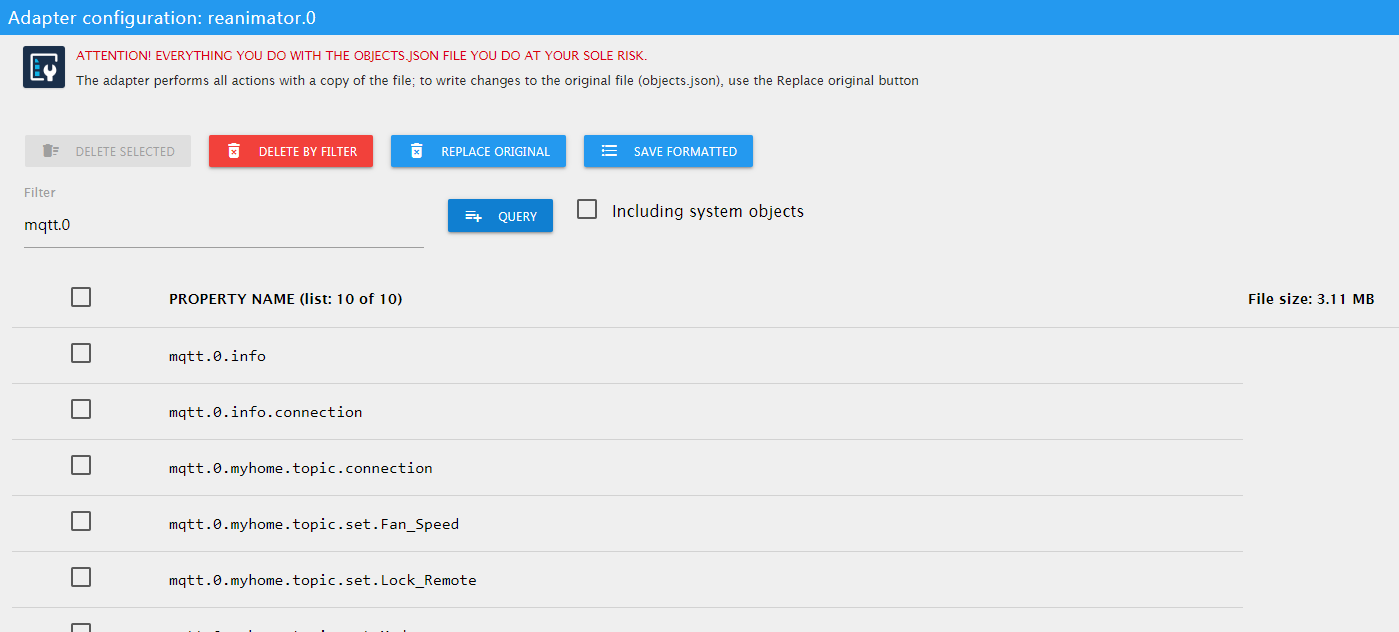 Adapter configuration: reanimator.0
ATTENTION! EVERYTHING YOU DO WITH THE OBJECTS.JSON FILE YOU DO AT YOUR SOLE RISK.
The adapter performs all actions with a copy of the file; to write changes to the original file (objects.json), use the Replace original button
DELETE SELECTED DELETE BY FILTER REPLACE ORIGINAL SAVE FORMATTED
Filter
mqtt.0 QUERY Including system objects
PROPERTY NAME (list: 10 of 10) File size: 3.11 MB
mqtt.0.info
mqtt.0.info.connection
mqtt.0.myhome.topic.connection
mqtt.0.myhome.topic.set.Fan_Speed
mqtt.0.myhome.topic.set.Lock_Remote